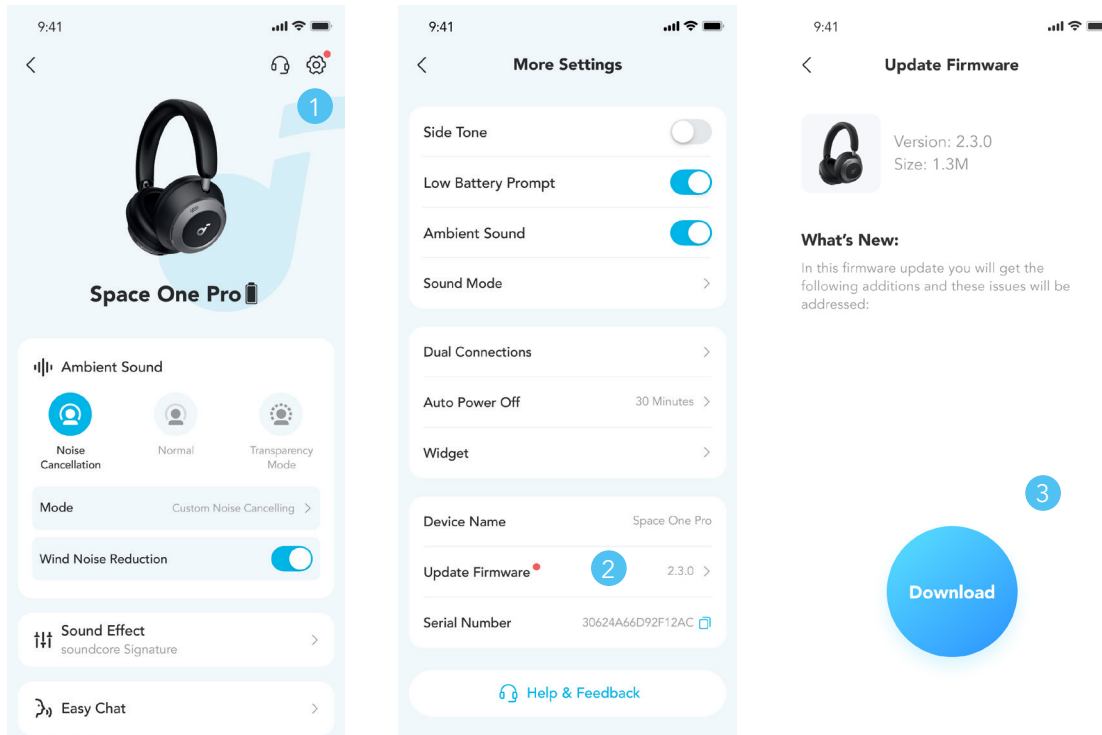 9:41
1
Space One Pro
Ambient Sound
Noise
Cancellation
Normal
Transparency
Mode
Mode
Custom Noise Cancelling
Wind Noise Reduction
Sound Effect
soundcore Signature
Easy Chat
9:41
More Settings
Side Tone
Low Battery Prompt
Ambient Sound
Sound Mode
Dual Connections
Auto Power Off 30 Minutes
Widget
Device Name Space One Pro
Update Firmware 2 2.3.0
Serial Number 30624A66D92F12AC
Help & Feedback
9:41
Update Firmware
Version: 2.3.0
Size: 1.3M
What's New:
In this firmware update you will get the
following additions and these issues will be
addressed:
3
Download